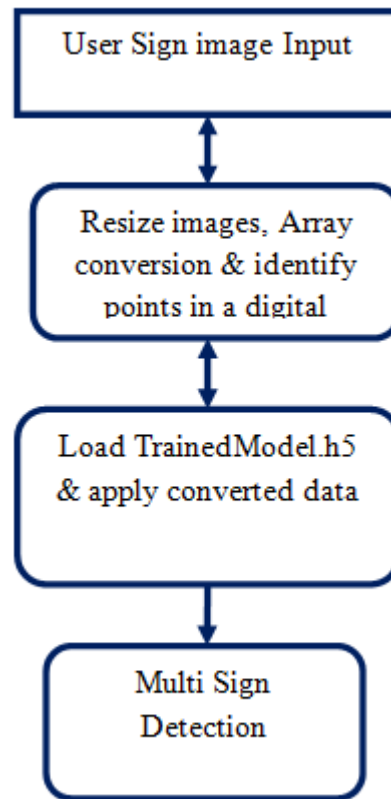 User Sign image Input
Resize images, Array
conversion & identify
points in a digital
Load TrainedModel.h5
& apply converted data
Multi Sign
Detection